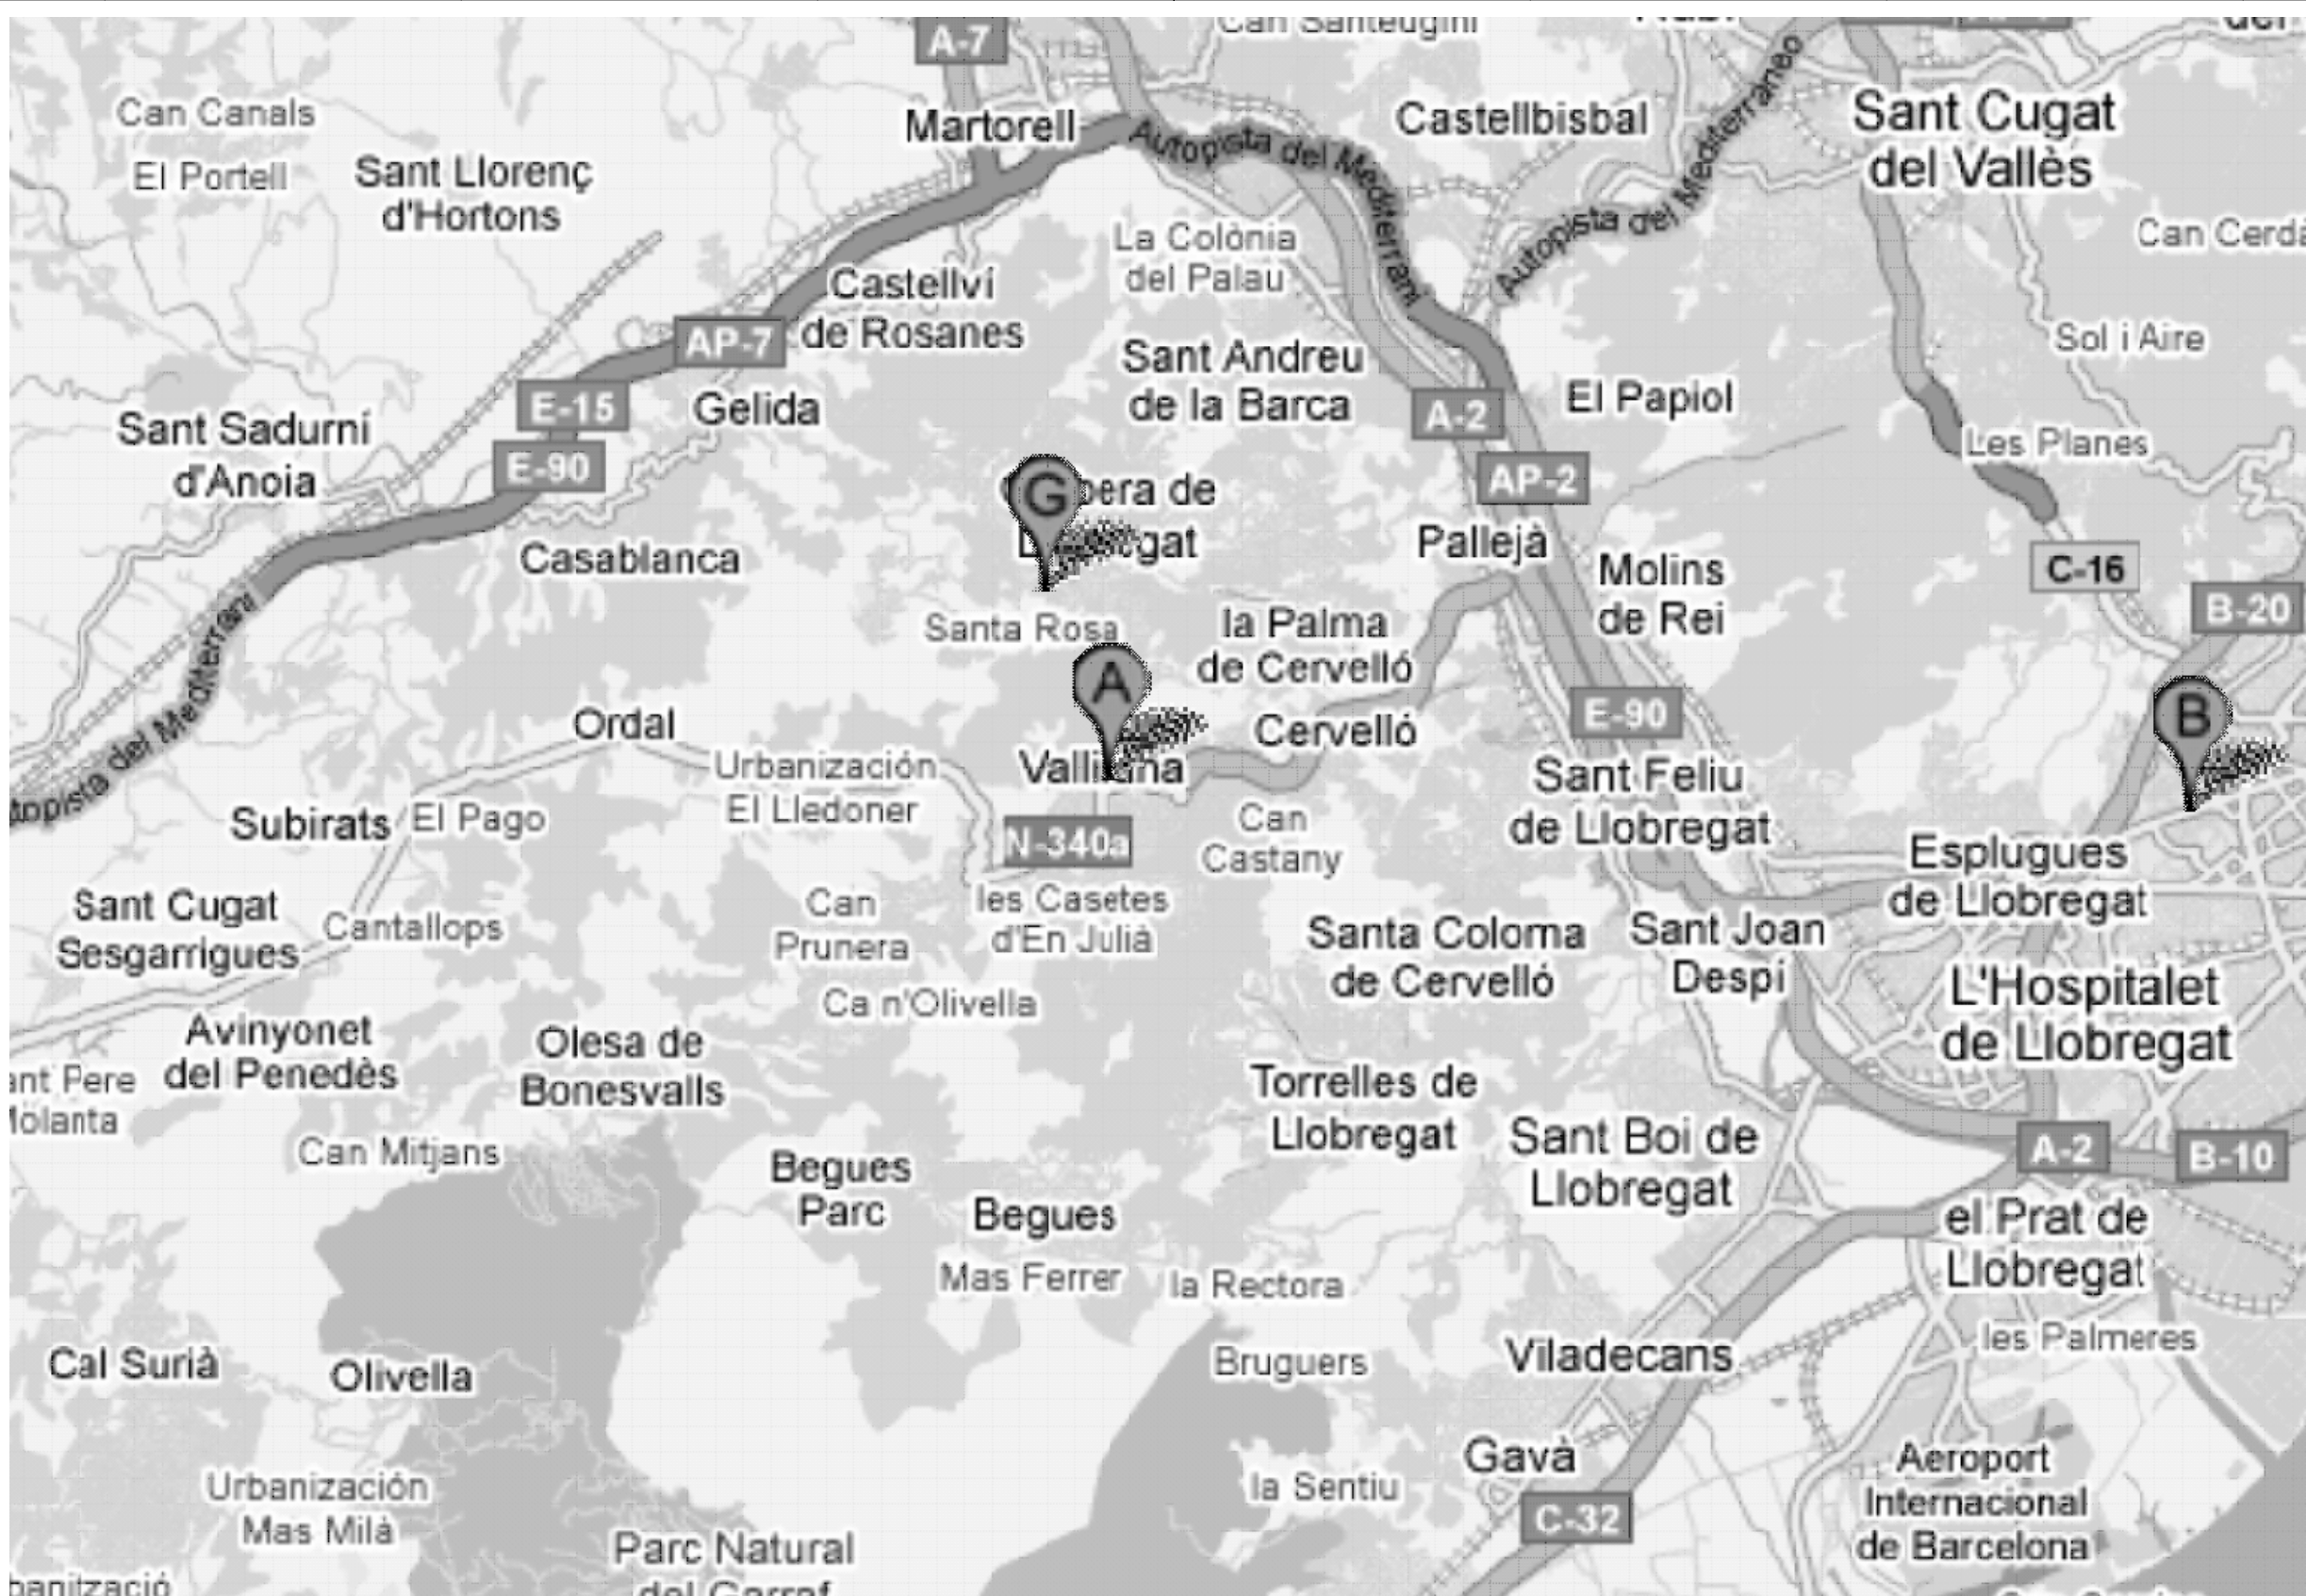 Can Santeugini
A-7
Martorell
Autopista del Mediterrani
Castellbisbal
Autopista del Mediterraneo
Sant Cugat
del Vallès
Can Canals
El Portell
Sant Llorenç
d'Hortons
La Colònia
del Palau
Castellví
de Rosanes
AP-7
Sant Andreu
de la Barca
Sol i Aire
E-15
Gelida
A-2
El Papiol
Les Planes
Sant Sadurní
d'Anoia
E-90
G
AP-2
Casablanca
de
Pallejà
Molins
de Rei
C-16
B-20
Santa Rosa
la Palma
de Cervelló
A
B
E-90
Ordal
Cervelló
Urbanización
El Lledoner
Sant Feliu
de Llobregat
Subirats
El Pago
N-340a
Can
Castany
Esplugues
de Llobregat
Sant Cugat
Sesgarrigues
Cantallops
Can
Prunera
les Casetes
d'En Julià
Santa Coloma
de Cervelló
Sant Joan
Despí
L'Hospitalet
de Llobregat
Ca n'Olivella
Avinyonet
del Penedès
Olesa de
Bonesvalls
Torrelles de
Llobregat
Sant Boi de
Llobregat
Can Mitjans
Begues
Parc
Begues
A-2
B-10
el Prat de
Llobregat
Mas Ferrer
la Rectora
les Palmeres
Cal Surià
Olivella
Bruguers
Viladecans
Gavà
Aeroport
Internacional
de Barcelona
Urbanización
Mas Milà
la Sentiu
C-32
Parc Natural
del Garraf